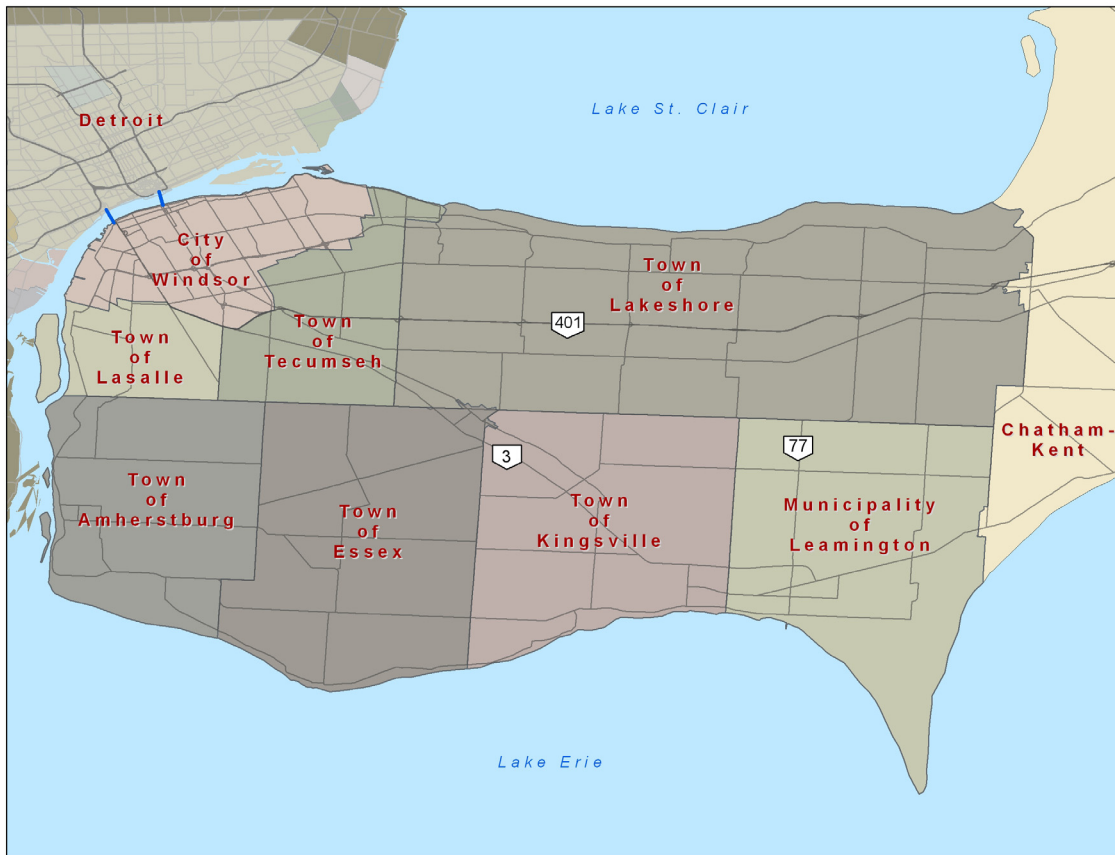 Lake St. Clair
Detroit
City
of
Windsor
Town
of
Lakeshore
401
Town
of
Tecumseh
Town
of
Lasalle
Chatham-
Kent
3
77
Town
of
Amherstburg
Town
of
Essex
Town
of
Kingsville
Municipality
of
Leamington
Lake Erie